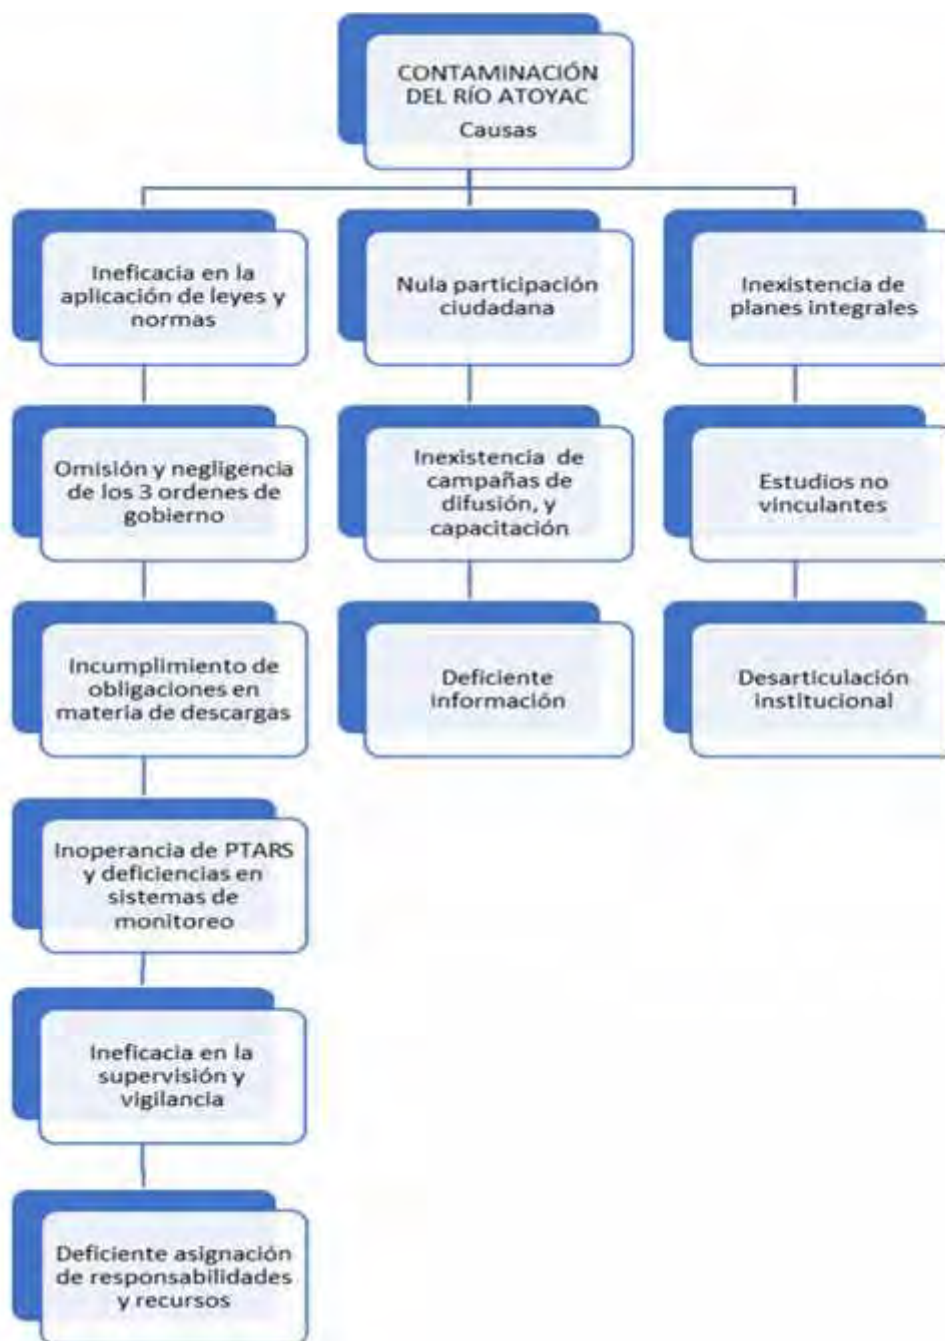 CONTAMINACIÓN
DEL RÍO ATOYAC
Causas
Ineficacia en la
aplicación de leyes y
normas
Nula participación
ciudadana
Inexistencia de
planes integrales
Omisión y negligencia
de los 3 ordenes de
gobierno
Inexistencia de
campañas de
difusión, y
capacitación
Estudios no
vinculantes
Incumplimiento de
obligaciones en
materia de descargas
Deficiente
información
Desarticulación
institucional
Inoperancia de PTARS
y deficiencias en
sistemas de
monitoreo
Ineficacia en la
supervisión y
vigilancia
Deficiente asignación
de responsabilidades
y recursos